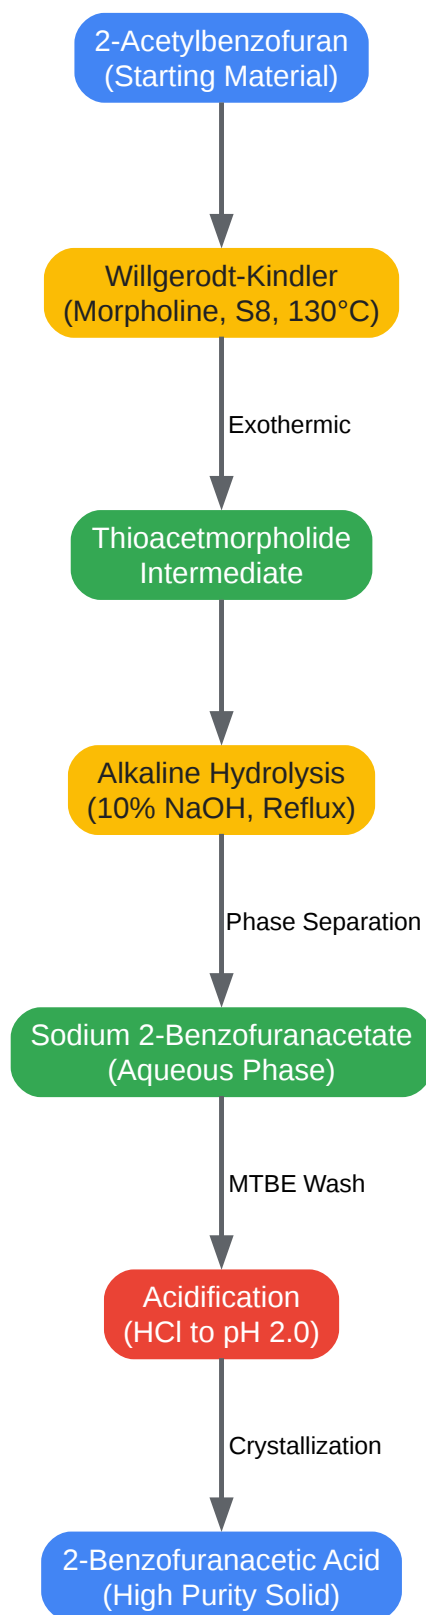 2-Acetylbenzofuran
(Starting Material)
Willgerodt-Kindler
(Morpholine, S8, 130°C)
Exothermic
Thioacetmorpholide
Intermediate
Alkaline Hydrolysis
(10% NaOH, Reflux)
Phase Separation
Sodium 2-Benzofuranacetate
(Aqueous Phase)
MTBE Wash
Acidification
(HCl to pH 2.0)
Crystallization
2-Benzofuranacetic Acid
(High Purity Solid)